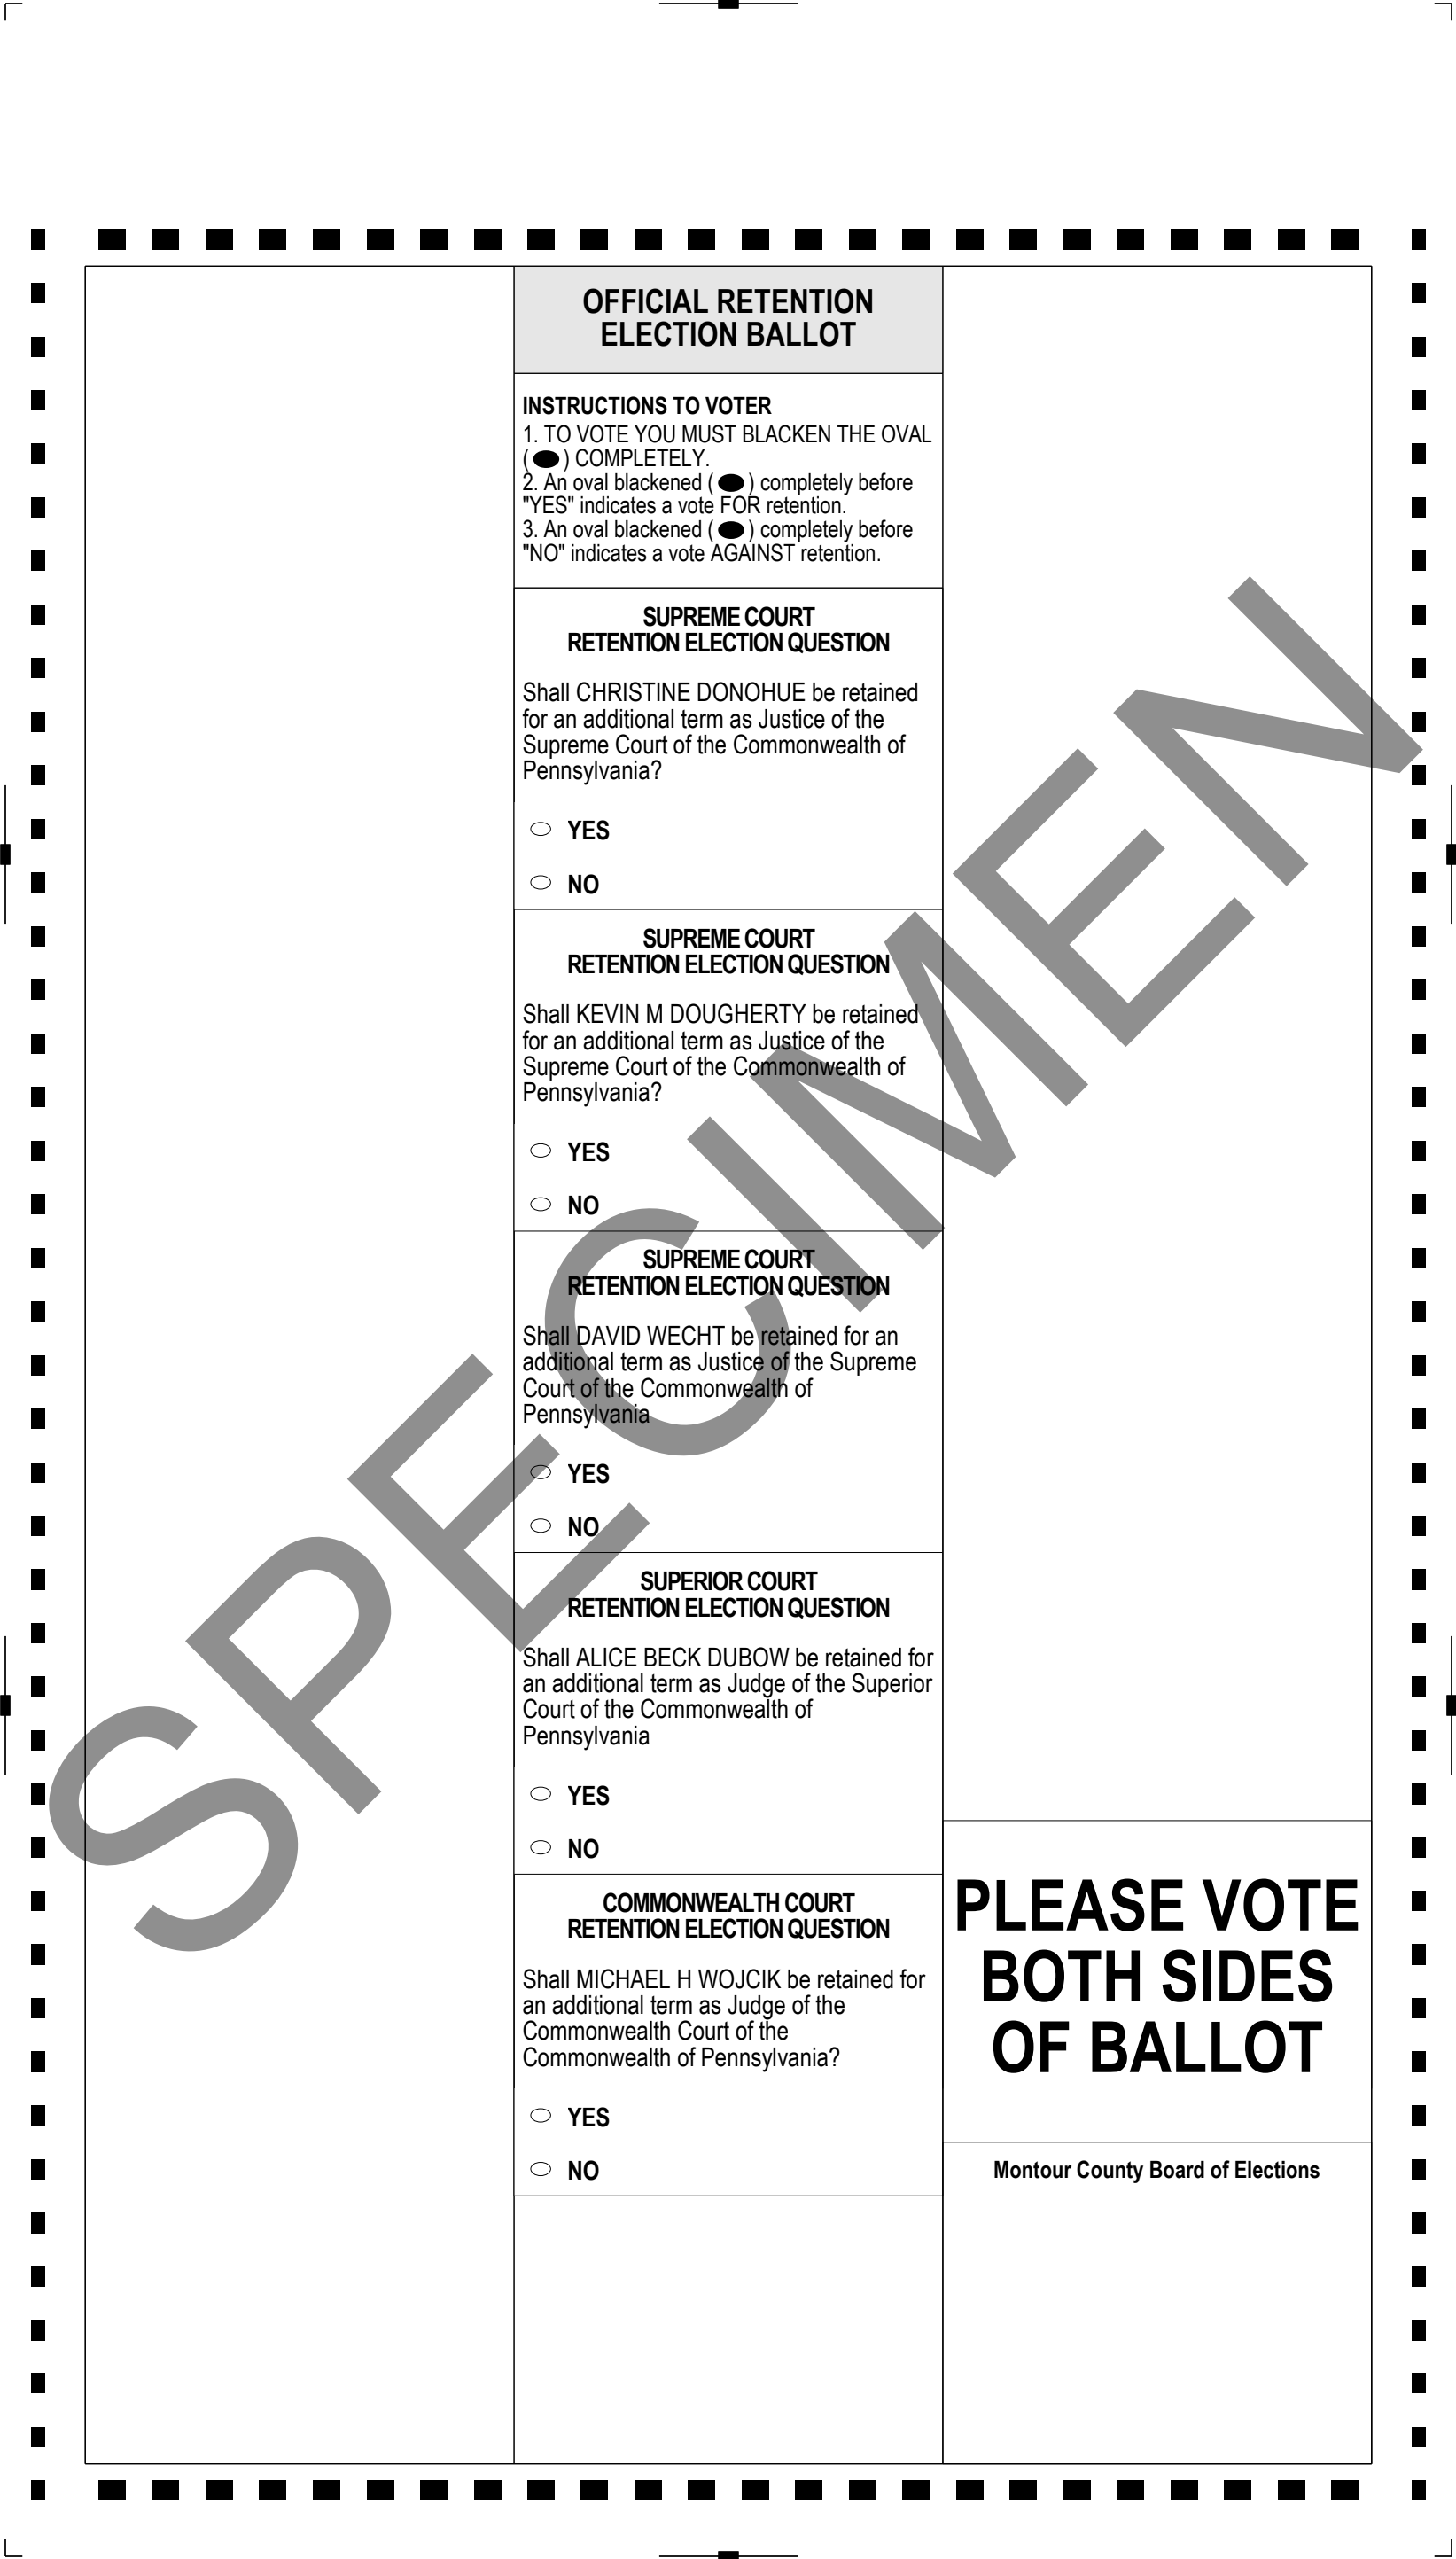 OFFICIAL RETENTION
ELECTION BALLOT
INSTRUCTIONS TO VOTER
1. TO VOTE YOU MUST BLACKEN THE OVAL
( ) COMPLETELY.
2. An oval blackened ( ) completely before
"YES" indicates a vote FOR retention.
3. An oval blackened ( ) completely before
"NO" indicates a vote AGAINST retention.
SUPREME COURT
RETENTION ELECTION QUESTION
Shall CHRISTINE DONOHUE be retained
for an additional term as Justice of the
Supreme Court of the Commonwealth of
Pennsylvania?
YES
NO
SUPREME COURT
RETENTION ELECTION QUESTION
Shall KEVIN M DOUGHERTY be retained
for an additional term as Justice of the
Supreme Court of the Commonwealth of
Pennsylvania?
YES
NO
SUPREME COURT
RETENTION ELECTION QUESTION
Shall DAVID WECHT be retained for an
additional term as Justice of the Supreme
Court of the Commonwealth of
Pennsylvania
YES
NO
SUPERIOR COURT
RETENTION ELECTION QUESTION
Shall ALICE BECK DUBOW be retained for
an additional term as Judge of the Superior
Court of the Commonwealth of
Pennsylvania
YES
NO
COMMONWEALTH COURT
RETENTION ELECTION QUESTION
Shall MICHAEL H WOJCIK be retained for
an additional term as Judge of the
Commonwealth Court of the
Commonwealth of Pennsylvania?
YES
NO
PLEASE VOTE
BOTH SIDES
OF BALLOT
Montour County Board of Elections
SPECIMEN